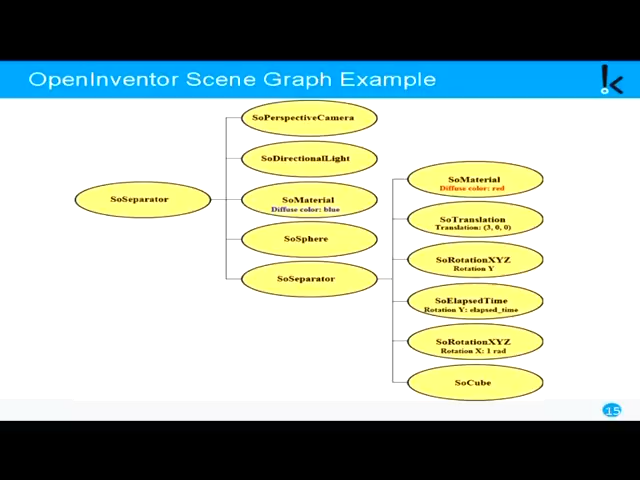 OpenInventor Scene Graph Example
SoSeparator
SoPerspectiveCamera
SoDirectionalLight
SoMaterial
Diffuse color: blue
SoSphere
SoSeparator
SoMaterial
Diffuse color: red
SoTranslation
Translation: (3, 0, 0)
SoRotationXYZ
Rotation Y
SoElapsedTime
Rotation Y: elapsed_time
SoRotationXYZ
Rotation X: 1 rad
SoCube
15